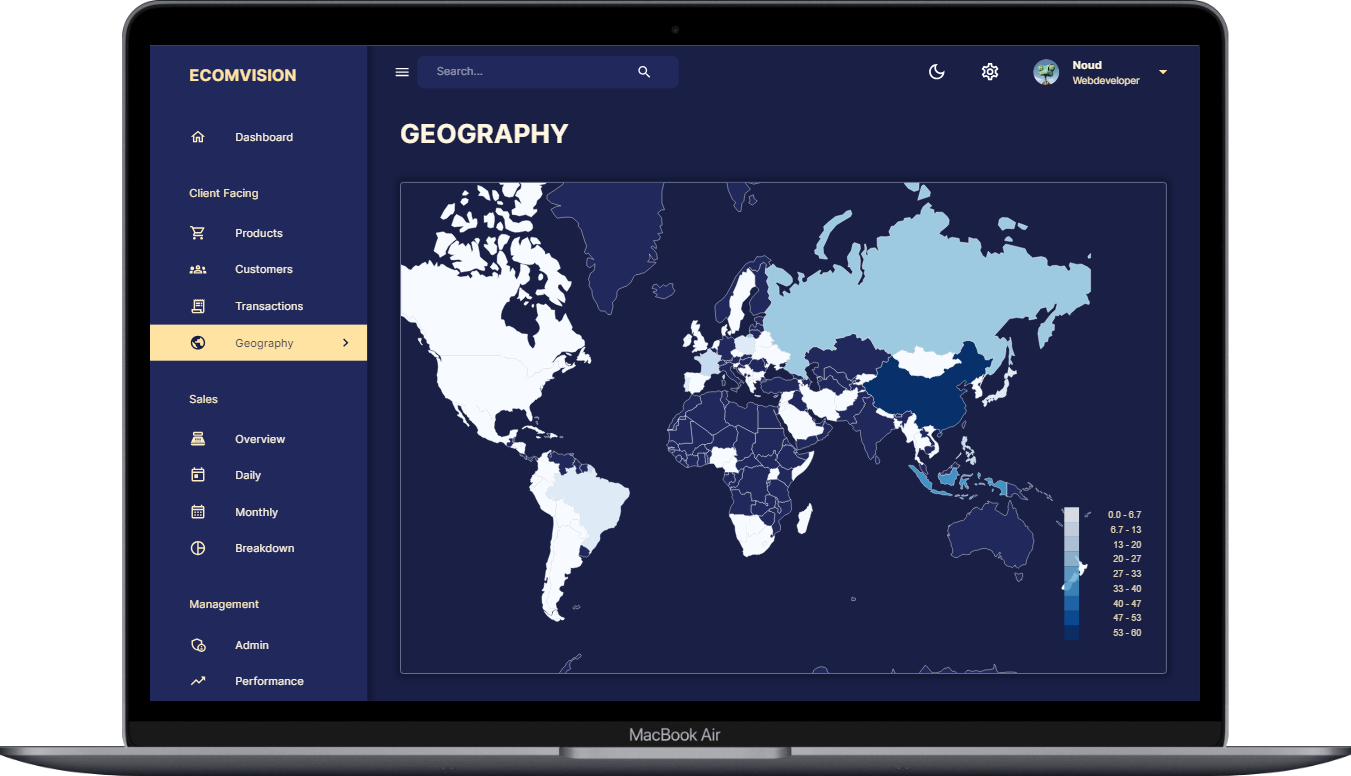 ECOMVISION
Dashboard
Client Facing
Products
Customers
Transactions
Geography
Sales
Overview
Daily
Monthly
Breakdown
Management
Admin
Performance
Search...
Noud
Webdeveloper
GEOGRAPHY
0.0 - 6.7
6.7 - 13
13 - 20
20 - 27
27 - 33
33 - 40
40 - 47
47 - 53
53 - 60
MacBook Air